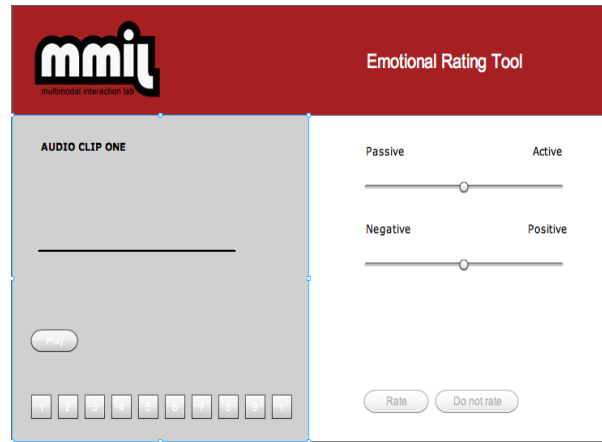 mmil
multimodal interaction lab
Emotional Rating Tool
AUDIO CLIP ONE
Passive Active
Negative Positive
Play
1 2 3 4 5 6 7 8 9 1
Rate Do not rate